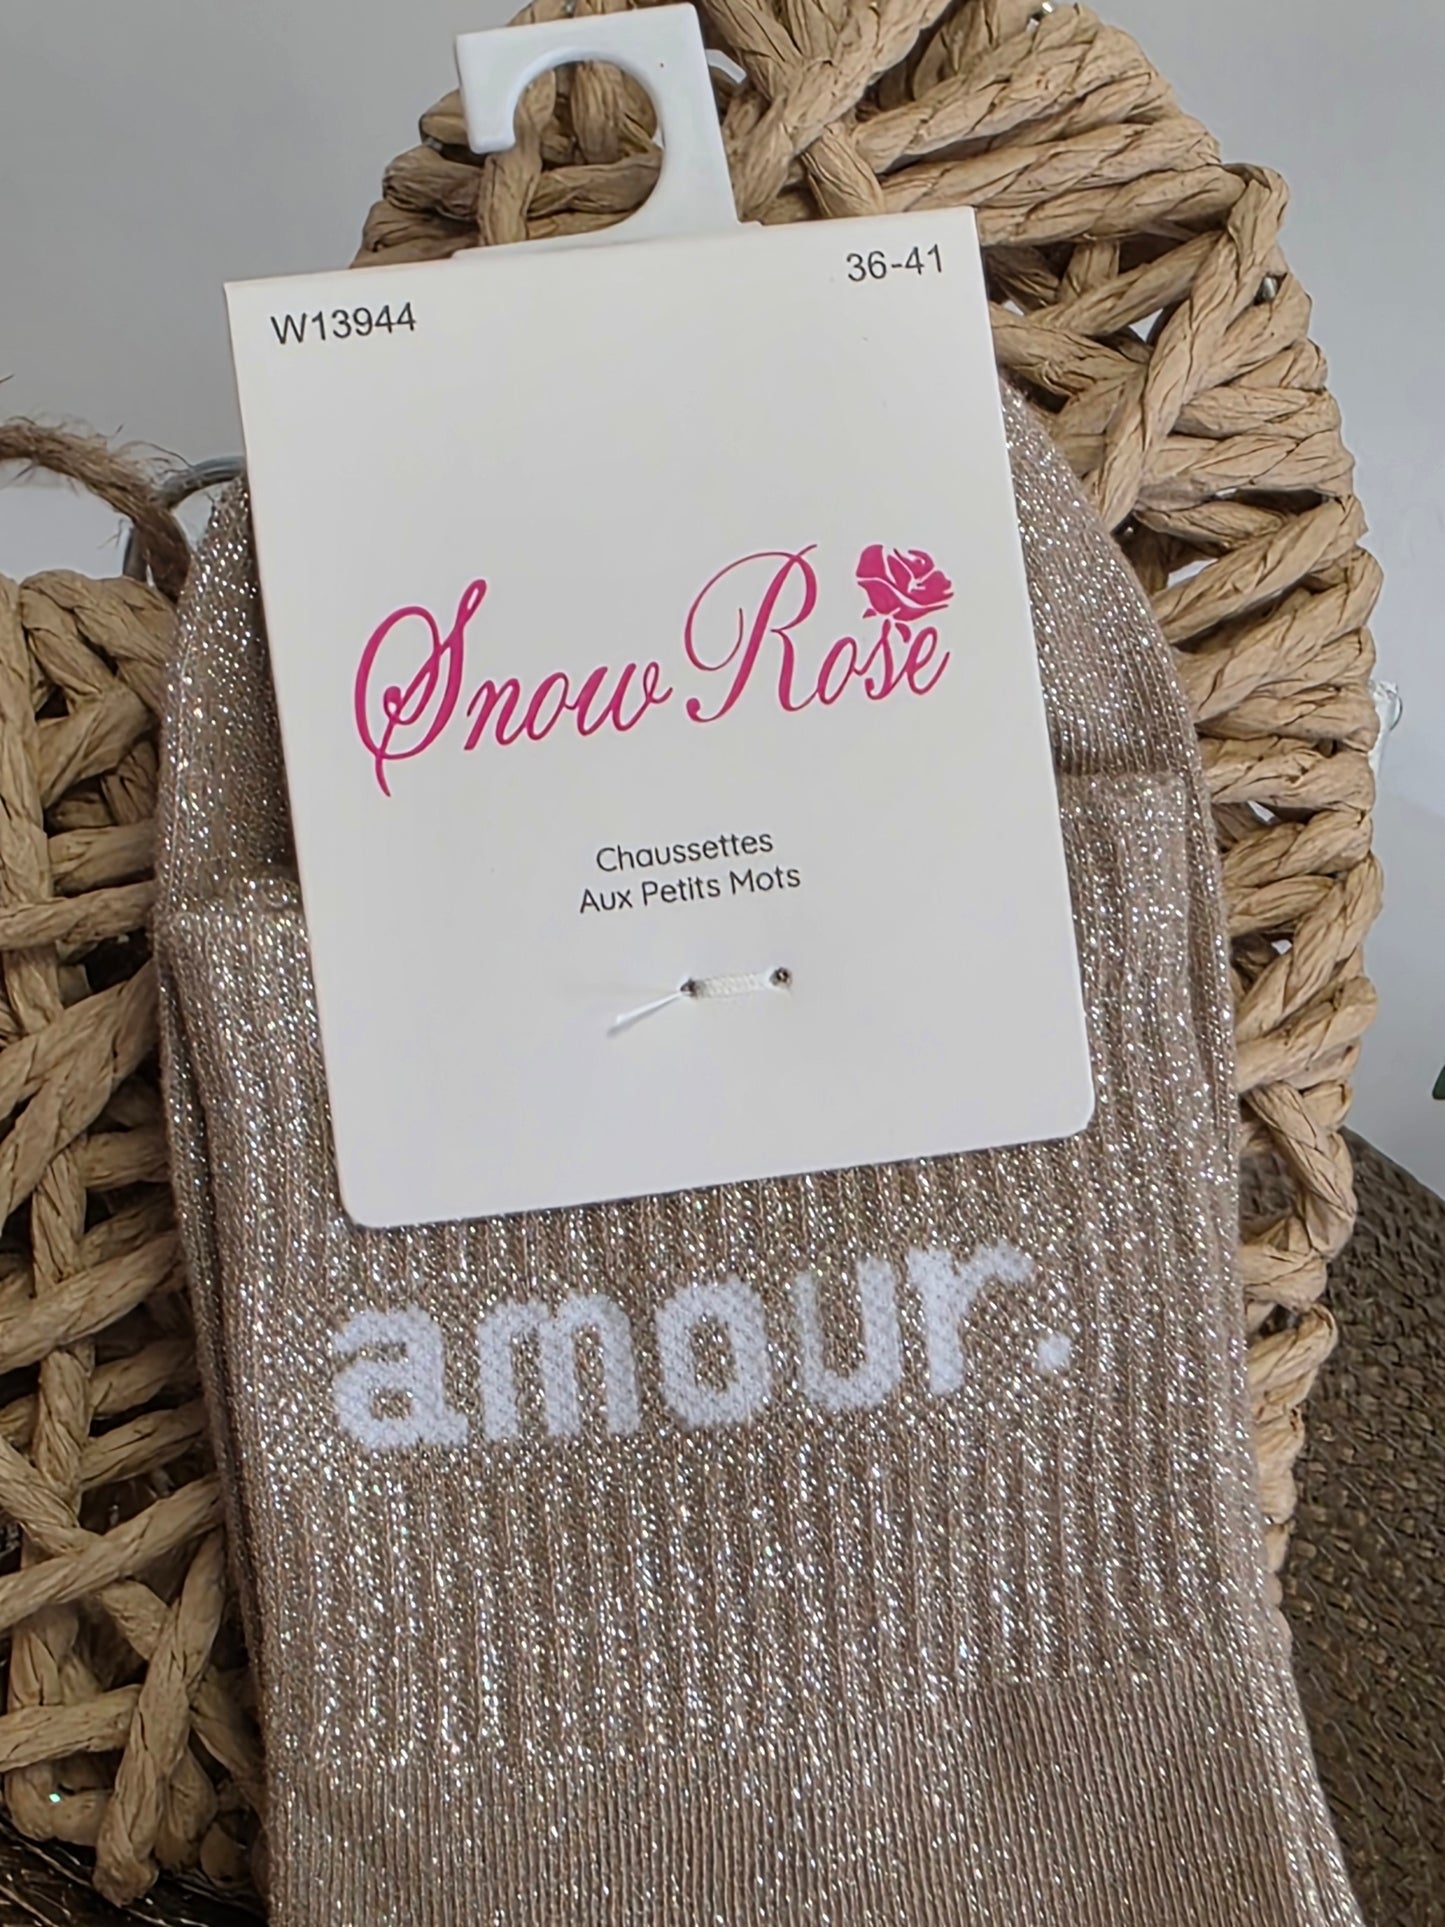 W13944 36-41
Snow Rose
Chaussettes
Aux Petits Mots
amour.